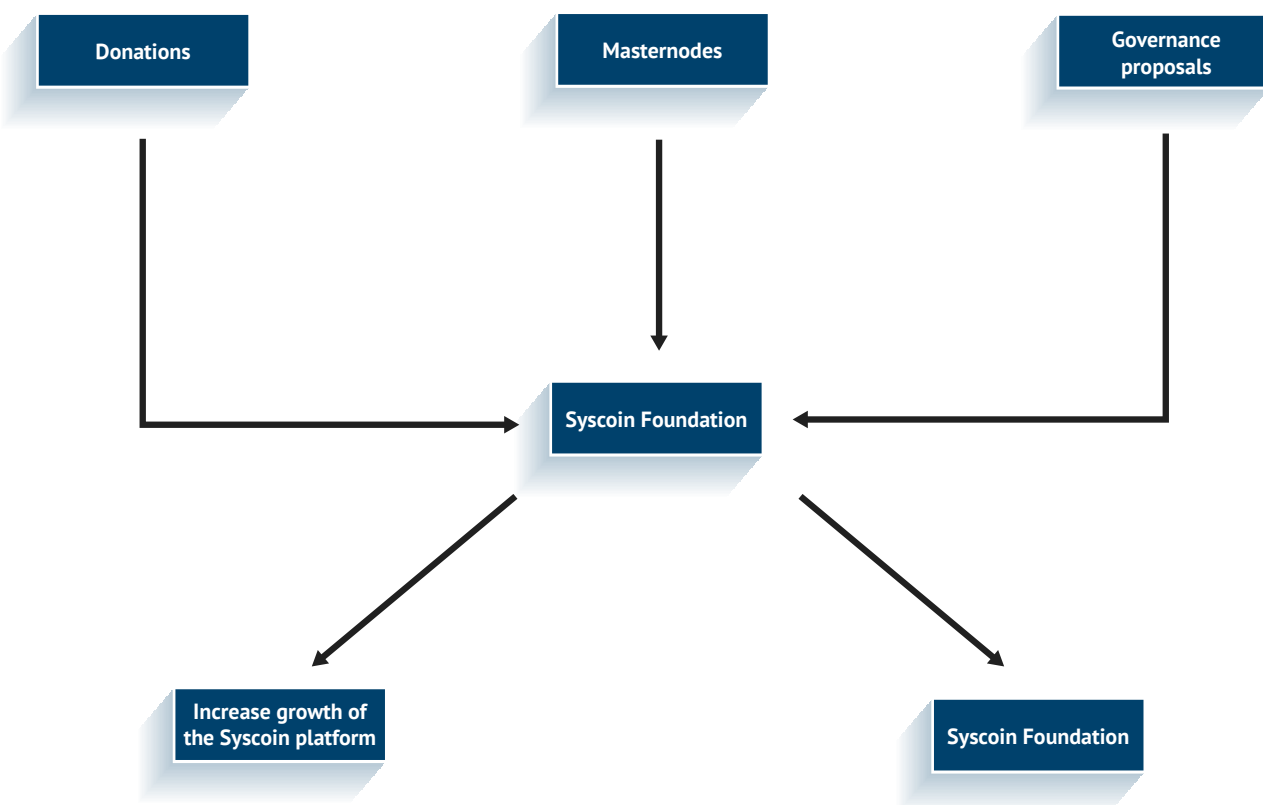 Donations
Masternodes
Governance
proposals
Syscoin Foundation
Increase growth of
the Syscoin platform
Syscoin Foundation